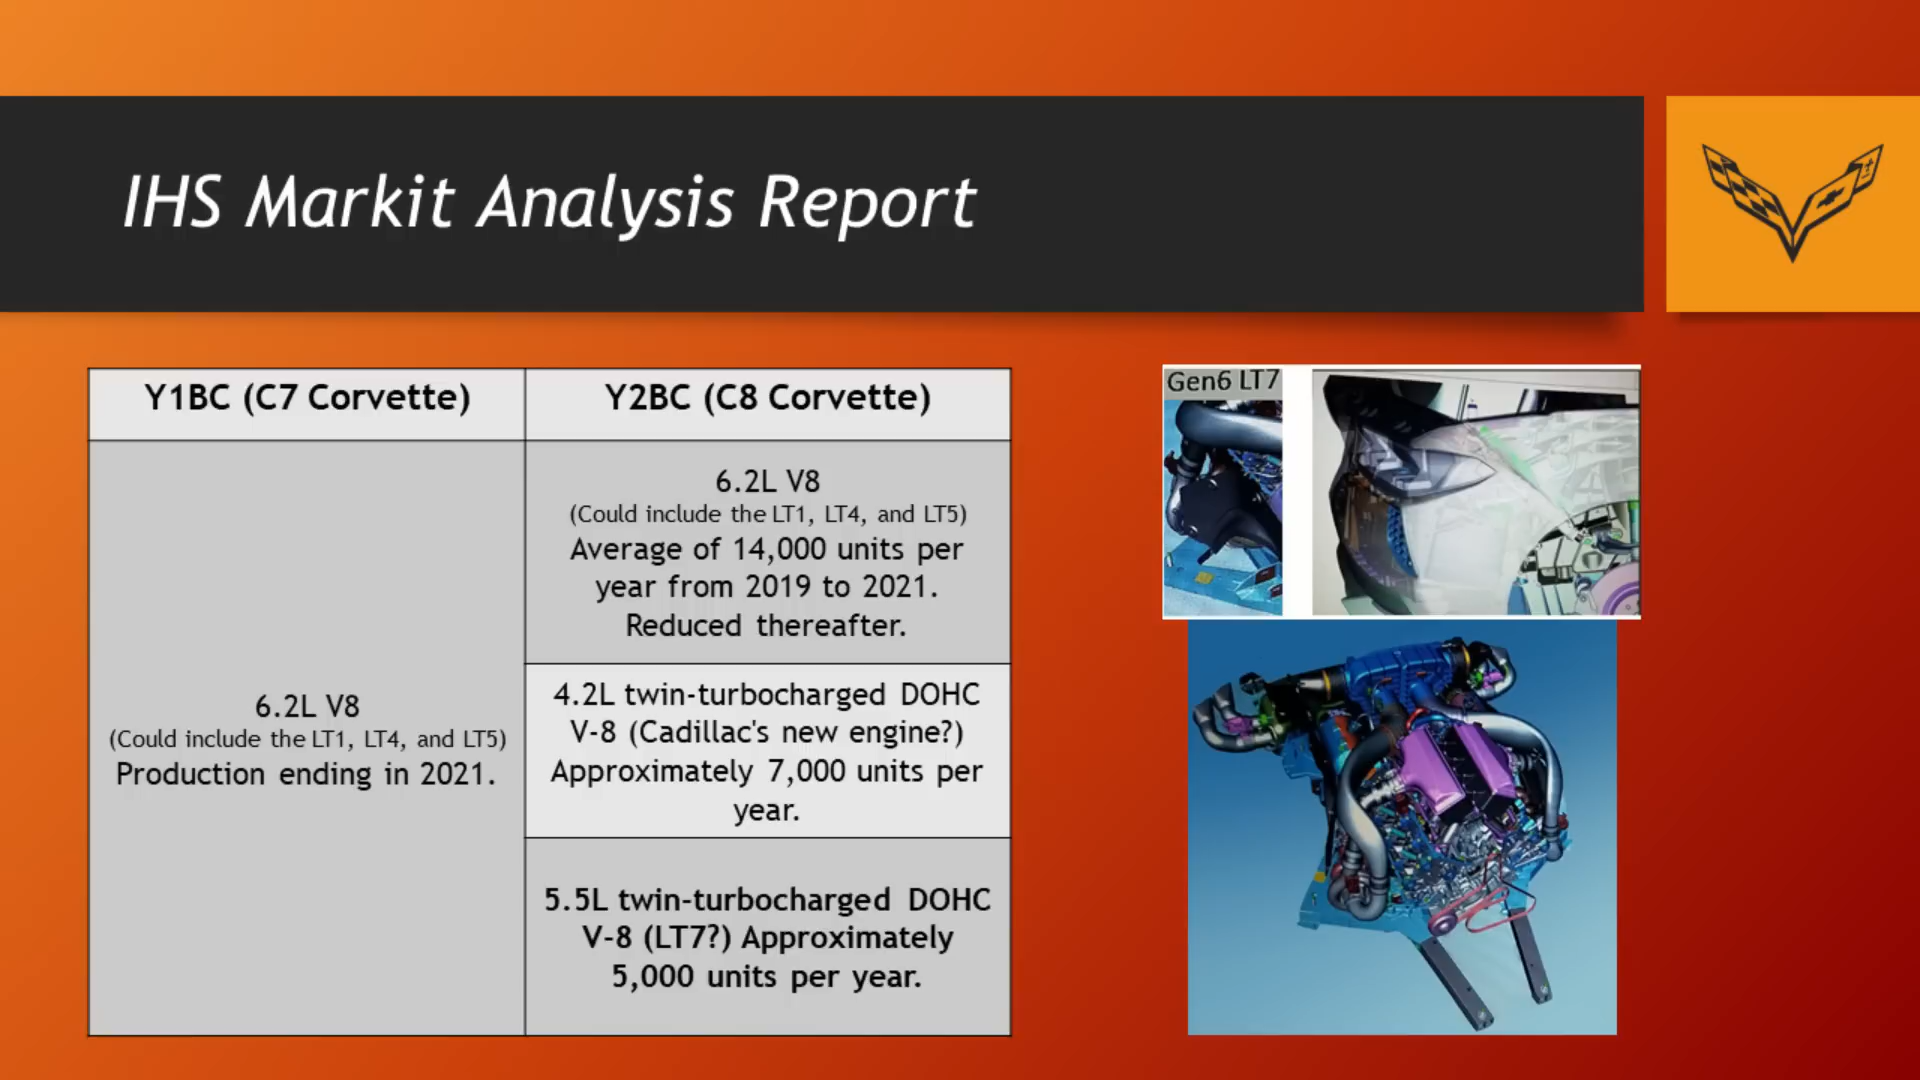 IHS Markit Analysis Report
Y1BC (C7 Corvette)
Y2BC (C8 Corvette)
6.2L V8
(Could include the LT1, LT4, and LT5)
Production ending in 2021.
6.2L V8
(Could include the LT1, LT4, and LT5)
Average of 14,000 units per
year from 2019 to 2021.
Reduced thereafter.
4.2L twin-turbocharged DOHC
V-8 (Cadillac's new engine?)
Approximately 7,000 units per
year.
5.5L twin-turbocharged DOHC
V-8 (LT7?) Approximately
5,000 units per year.
Gen6 LT7